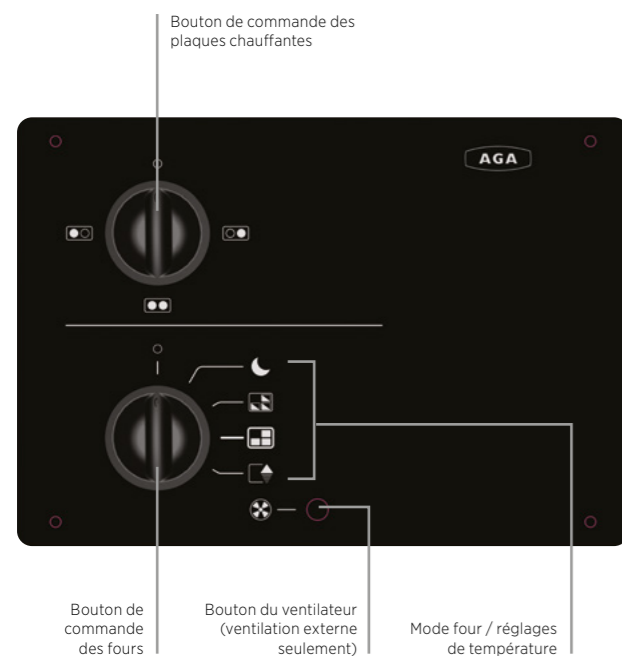 Bouton de commande des
plaques chauffantes
AGA
Bouton de
commande
des fours
Bouton du ventilateur
(ventilation externe
seulement)
Mode four / réglages
de température